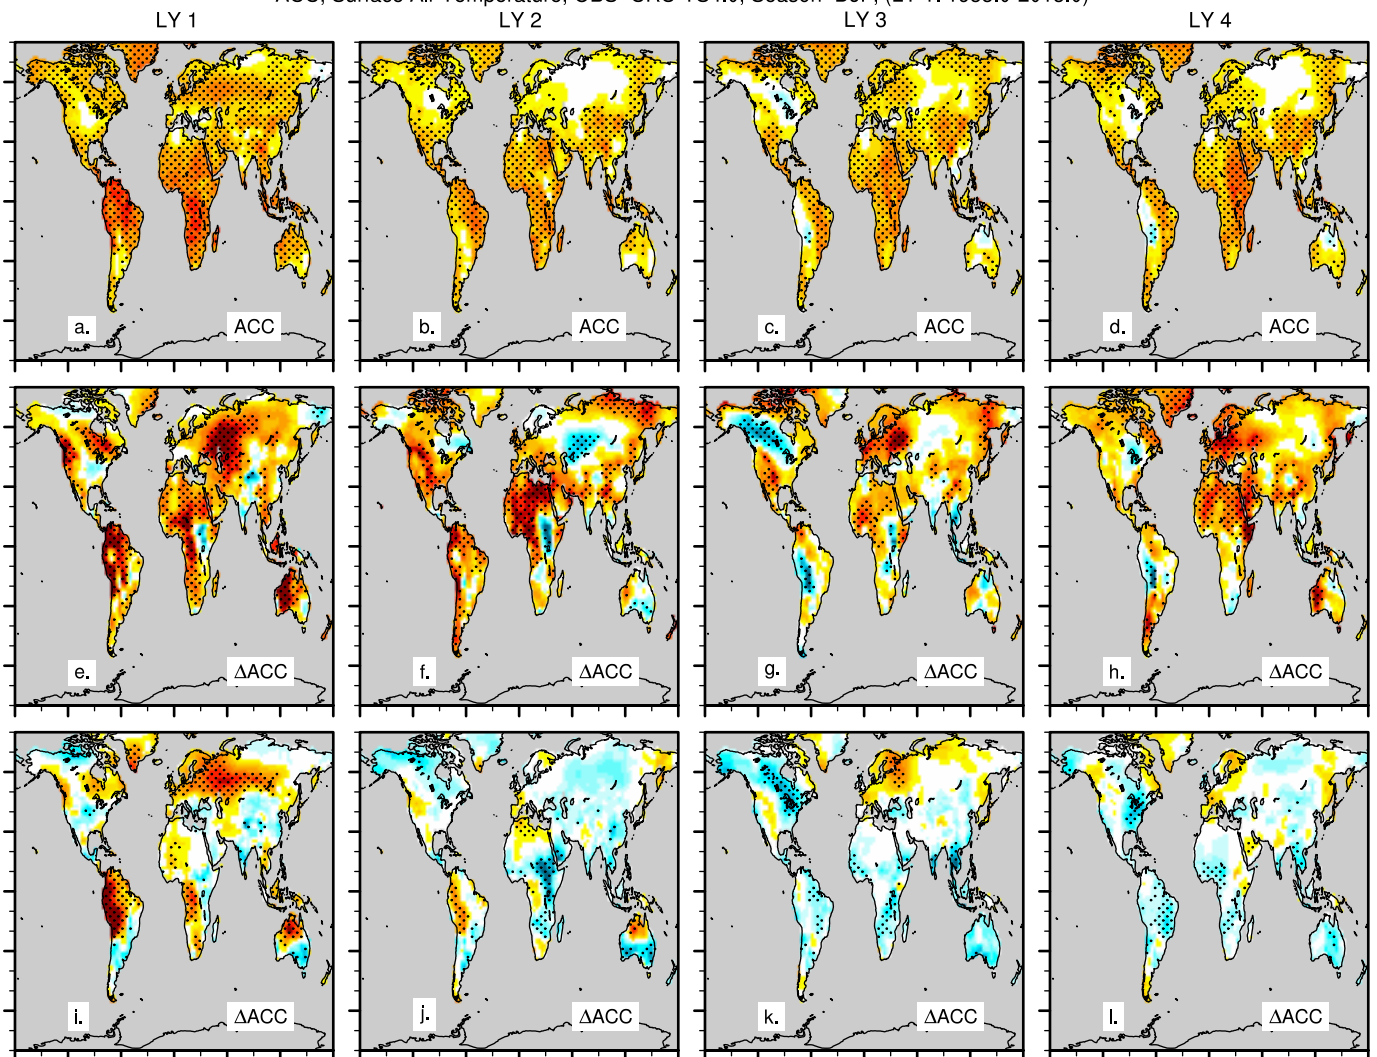 LY 1 LY 2 LY 3 LY 4
a. ACC b. ACC c. ACC d. ACC
e. ΔACC f. ΔACC g. ΔACC h. ΔACC
i. ΔACC j. ΔACC k. ΔACC l. ΔACC